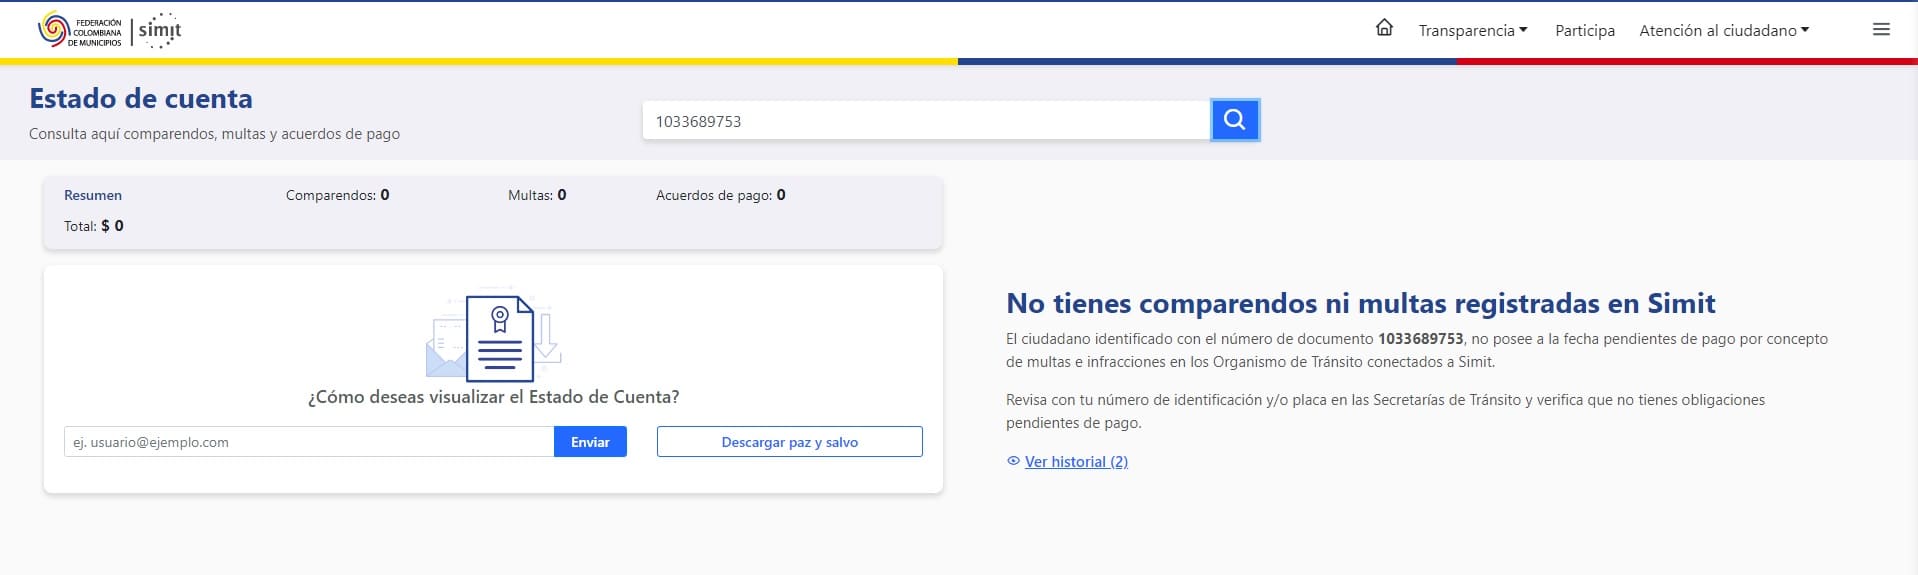 FEDERACIÓN
COLOMBIANA
DE MUNICIPIOS
simit
Transparencia
Participa
Atención al ciudadano
Estado de cuenta
Consulta aquí comparendos, multas y acuerdos de pago
1033689753
Resumen
Comparendos: 0
Multas: 0
Acuerdos de pago: 0
Total: $ 0
¿Cómo deseas visualizar el Estado de Cuenta?
ej. usuario@ejemplo.com
Enviar
Descargar paz y salvo
No tienes comparendos ni multas registradas en Simit
El ciudadano identificado con el número de documento 1033689753, no posee a la fecha pendientes de pago por concepto
de multas e infracciones en los Organismo de Tránsito conectados a Simit.
Revisa con tu número de identificación y/o placa en las Secretarías de Tránsito y verifica que no tienes obligaciones
pendientes de pago.
Ver historial (2)